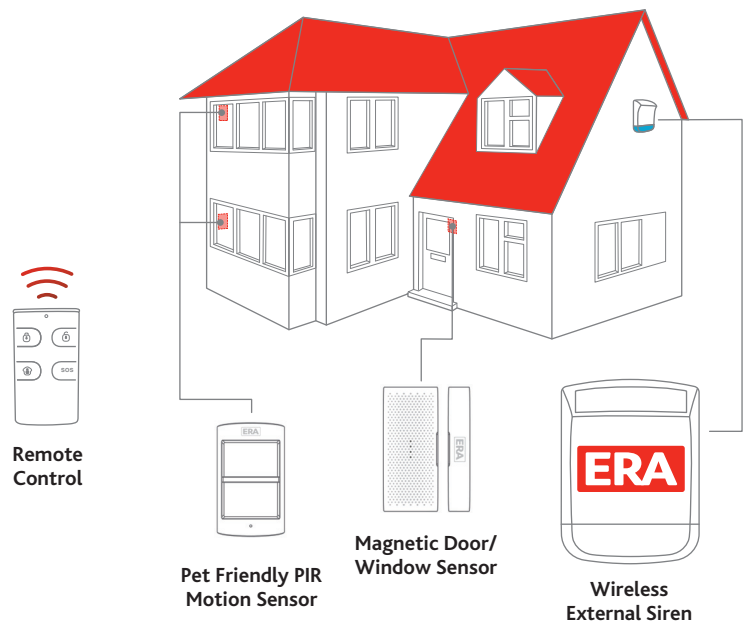 SOS
Remote
Control
ERA
Pet Friendly PIR
Motion Sensor
ERA
Magnetic Door/
Window Sensor
ERA
Wireless
External Siren